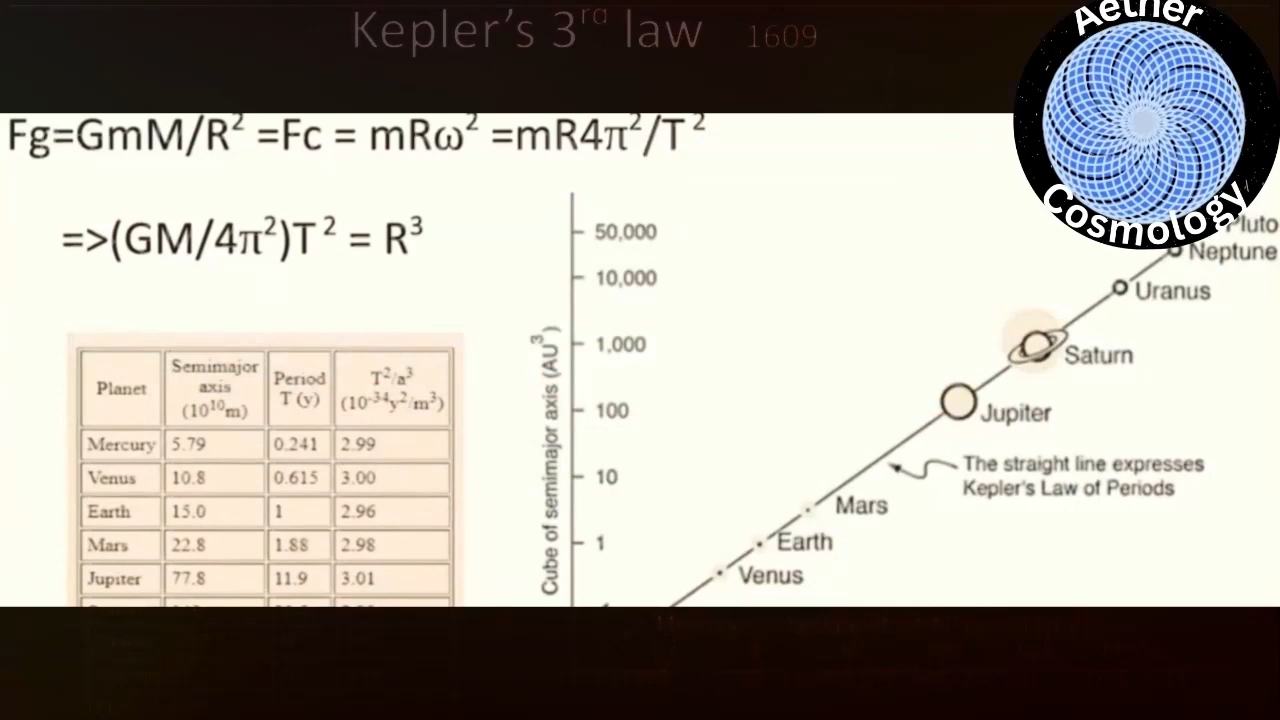 Kepler's 3rd law 1609
Aether
Cosmology
Fg=GmM/R² =Fc = mRω² =mR4π²/T²
=>(GM/4π²)T² = R³
Planet | Semimajor axis (10¹⁰m) | Period T (y) | T²/a³ (10⁻³⁴y²/m³)
Mercury | 5.79 | 0.241 | 2.99
Venus | 10.8 | 0.615 | 3.00
Earth | 15.0 | 1 | 2.96
Mars | 22.8 | 1.88 | 2.98
Jupiter | 77.8 | 11.9 | 3.01
Cube of semimajor axis (AU³)
50,000
10,000
1,000
100
10
1
Pluto
Neptune
Uranus
Saturn
Jupiter
The straight line expresses
Kepler's Law of Periods
Mars
Earth
Venus